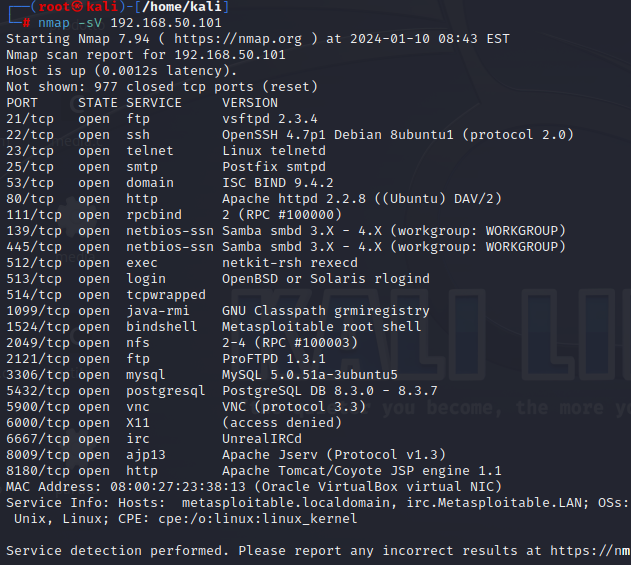 ┌──(root㉿kali)-[/home/kali]
└─# nmap -sV 192.168.50.101
Starting Nmap 7.94 ( https://nmap.org ) at 2024-01-10 08:43 EST
Nmap scan report for 192.168.50.101
Host is up (0.0012s latency).
Not shown: 977 closed tcp ports (reset)
PORT     STATE SERVICE     VERSION
21/tcp   open  ftp         vsftpd 2.3.4
22/tcp   open  ssh         OpenSSH 4.7p1 Debian 8ubuntu1 (protocol 2.0)
23/tcp   open  telnet      Linux telnetd
25/tcp   open  smtp        Postfix smtpd
53/tcp   open  domain      ISC BIND 9.4.2
80/tcp   open  http        Apache httpd 2.2.8 ((Ubuntu) DAV/2)
111/tcp  open  rpcbind     2 (RPC #100000)
139/tcp  open  netbios-ssn Samba smbd 3.X - 4.X (workgroup: WORKGROUP)
445/tcp  open  netbios-ssn Samba smbd 3.X - 4.X (workgroup: WORKGROUP)
512/tcp  open  exec        netkit-rsh rexecd
513/tcp  open  login       OpenBSD or Solaris rlogind
514/tcp  open  tcpwrapped
1099/tcp open  java-rmi    GNU Classpath grmiregistry
1524/tcp open  bindshell   Metasploitable root shell
2049/tcp open  nfs         2-4 (RPC #100003)
2121/tcp open  ftp         ProFTPD 1.3.1
3306/tcp open  mysql       MySQL 5.0.51a-3ubuntu5
5432/tcp open  postgresql  PostgreSQL DB 8.3.0 - 8.3.7
5900/tcp open  vnc         VNC (protocol 3.3)
6000/tcp open  X11         (access denied)
6667/tcp open  irc         UnrealIRCd
8009/tcp open  ajp13       Apache Jserv (Protocol v1.3)
8180/tcp open  http        Apache Tomcat/Coyote JSP engine 1.1
MAC Address: 08:00:27:23:38:13 (Oracle VirtualBox virtual NIC)
Service Info: Hosts:  metasploitable.localdomain, irc.Metasploitable.LAN; OSs:
 Unix, Linux; CPE: cpe:/o:linux:linux_kernel

Service detection performed. Please report any incorrect results at https://nm
KALI LI
you become, the more y